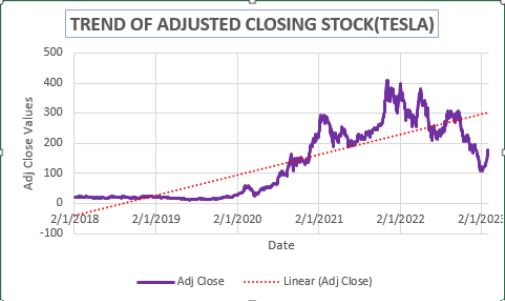 TREND OF ADJUSTED CLOSING STOCK(TESLA)
500
400
300
200
100
0
-100
Adj Close Values
2/1/2018 2/1/2019 2/1/2020 2/1/2021 2/1/2022 2/1/2023
Date
Adj Close Linear (Adj Close)